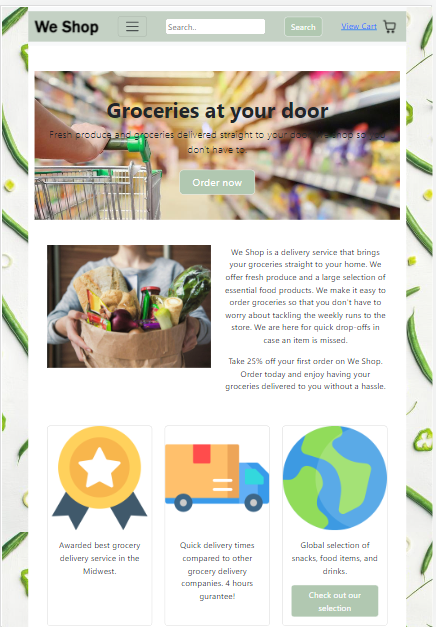 We Shop
Search..
Search
View Cart
Groceries at your door
Fresh produce and groceries delivered straight to your door. We shop so you
don't have to.
Order now
We Shop is a delivery service that brings
your groceries straight to your home. We
offer fresh produce and a large selection of
essential food products. We make it easy to
order groceries so that you don't have to
worry about tackling the weekly runs to the
store. We are here for quick drop-offs in
case an item is missed.
Take 25% off your first order on We Shop.
Order today and enjoy having your
groceries delivered to you without a hassle.
Awarded best grocery
delivery service in the
Midwest.
Quick delivery times
compared to other
grocery delivery
companies. 4 hours
gurantee!
Global selection of
snacks, food items, and
drinks.
Check out our
selection